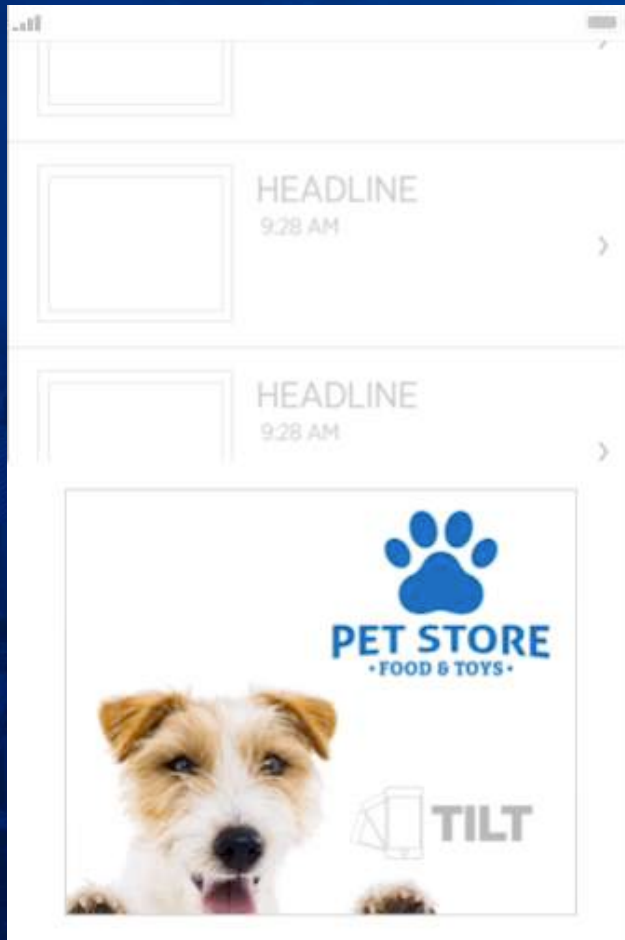 HEADLINE
9:28 AM
HEADLINE
9:28 AM
PET STORE
• FOOD & TOYS •
TILT